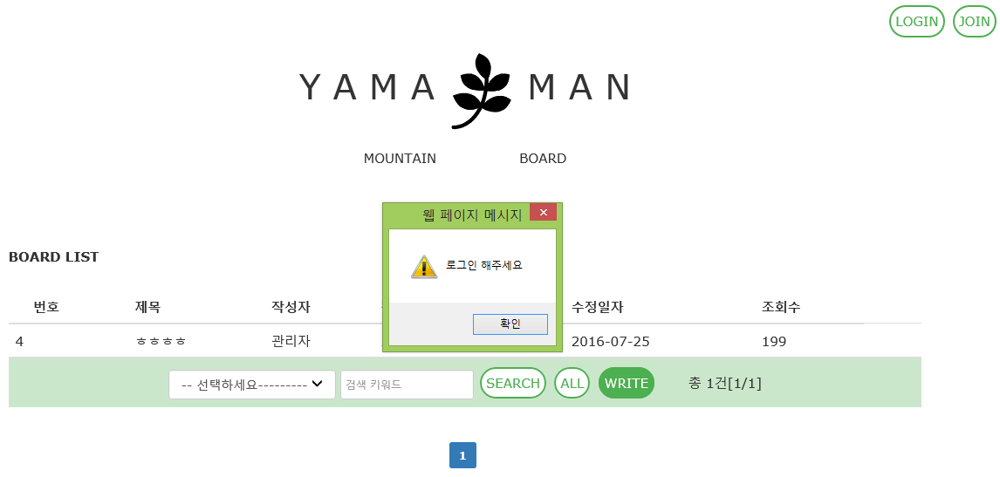 LOGIN JOIN
YAMA MAN
MOUNTAIN BOARD
웹 페이지 메시지
로그인 해주세요
확인
BOARD LIST
번호 제목 작성자 수정일자 조회수
4 ㅎㅎㅎㅎ 관리자 2016-07-25 199
-- 선택하세요--------- 검색 키워드 SEARCH ALL WRITE 총 1건[1/1]
1